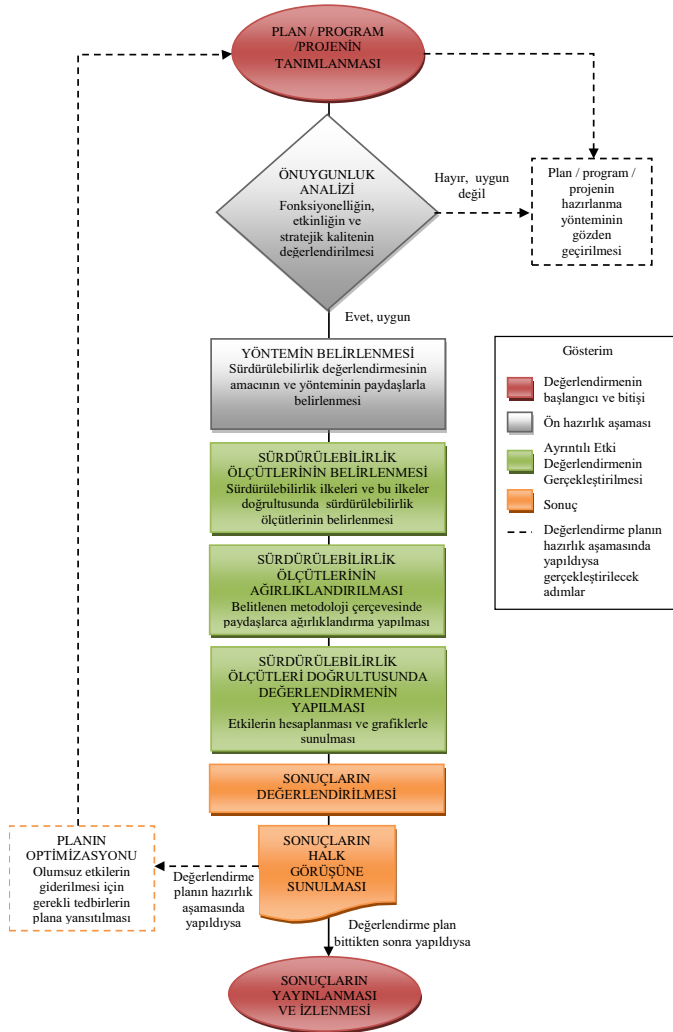 PLAN / PROGRAM
/PROJENİN
TANIMLANMASI
ÖNUYGUNLUK
ANALİZİ
Fonksiyonelliğin,
etkinliğin ve
stratejik kalitenin
değerlendirilmesi
Hayır, uygun
değil
Plan / program /
projenin
hazırlanma
yönteminin
gözden
geçirilmesi
Evet, uygun
YÖNTEMİN BELİRLENMESİ
Sürdürülebilirlik değerlendirmesinin
amacının ve yönteminin paydaşlarla
belirlenmesi
SÜRDÜRÜLEBİLİRLİK
ÖLÇÜTLERİNİN BELİRLENMESİ
Sürdürülebilirlik ilkeleri ve bu ilkeler
doğrultusunda sürdürülebilirlik
ölçütlerinin belirlenmesi
SÜRDÜRÜLEBİLİRLİK
ÖLÇÜTLERİNİN
AĞIRLIKLANDIRILMASI
Belitlenen metodoloji çerçevesinde
paydaşlarca ağırlıklandırma yapılması
SÜRDÜRÜLEBİLİRLİK
ÖLÇÜTLERİ DOĞRULTUSUNDA
DEĞERLENDİRMENİN
YAPILMASI
Etkilerin hesaplanması ve grafiklerle
sunulması
SONUÇLARIN
DEĞERLENDİRİLMESİ
SONUÇLARIN
HALK
GÖRÜŞÜNE
SUNULMASI
Değerlendirme
planın hazırlık
aşamasında
yapıldıysa
PLANIN
OPTİMİZASYONU
Olumsuz etkilerin
giderilmesi için
gerekli tedbirlerin
plana yansıtılması
Değerlendirme plan
bittikten sonra yapıldıysa
SONUÇLARIN
YAYINLANMASI
VE İZLENMESİ
Gösterim
Değerlendirmenin
başlangıcı ve bitişi
Ön hazırlık aşaması
Ayrıntılı Etki
Değerlendirmenin
Gerçekleştirilmesi
Sonuç
Değerlendirme planın
hazırlık aşamasında
yapıldıysa
gerçekleştirilecek
adımlar